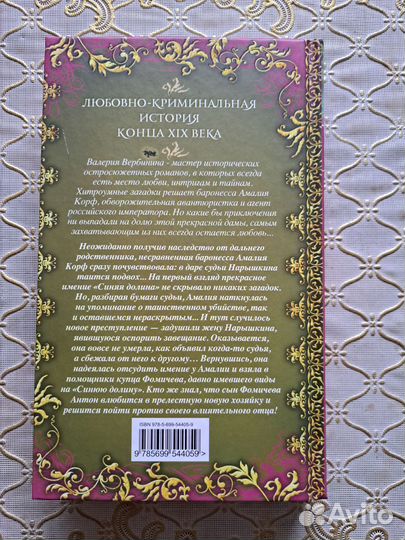 ЛЮБОВНО-КРИМИНАЛЬНАЯ
ИСТОРИЯ
КОНЦА XIX ВЕКА
Валерия Вербинина - мастер исторических
остросюжетных романов, в которых всегда
есть место любви, интригам и тайнам.
Хитроумные загадки решает баронесса Амалия
Корф, обворожительная авантюристка и агент
российского императора. Но какие бы приключения
ни выпадали на долю этой прекрасной дамы, самым
захватывающим из них всегда остается любовь...
Неожиданно получив наследство от дальнего
родственника, несравненная баронесса Амалия
Корф сразу почувствовала: в даре судьи Нарышкина
таится подвох... На первый взгляд прекрасное
имение «Синяя долина» не скрывало никаких загадок.
Но, разбирая бумаги судьи, Амалия наткнулась
на упоминание о таинственном убийстве, так
и оставшемся нераскрытым... И тут случилось
новое преступление — задушили жену Нарышкина,
явившуюся оспорить завещание. Оказывается,
она вовсе не умерла, как объявил когда-то судья,
а сбежала от него к другому... Вернувшись, она
надеялась отсудить имение у Амалии и взяла в
помощники купца Фомичева, давно имевшего виды
на «Синюю долину». Кто же знал, что сын Фомичева
Антон влюбится в прелестную новую хозяйку и
решится пойти против своего влиятельного отца!
ISBN 978-5-699-54405-9
9 785699 544059 >
Avito